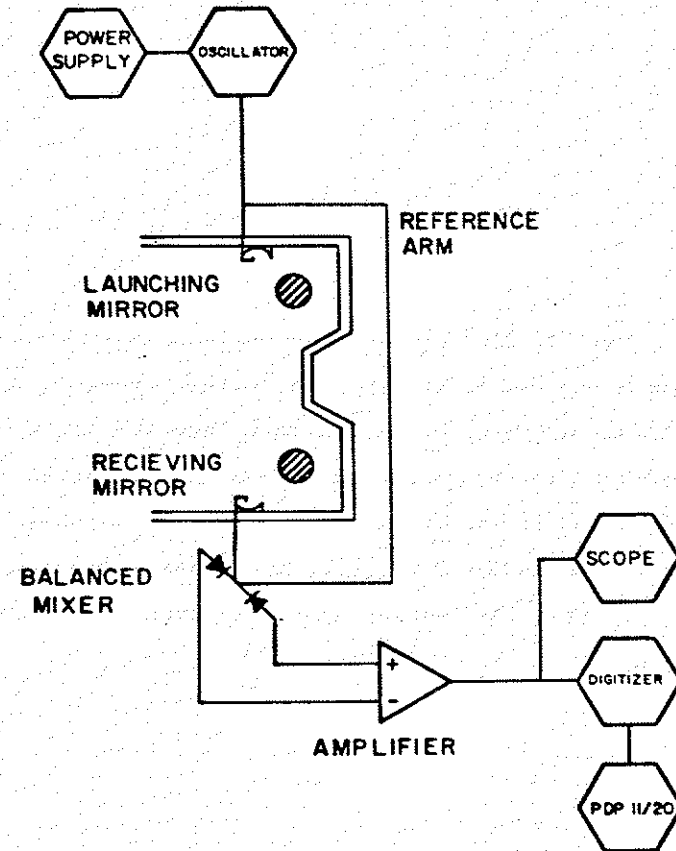 POWER
SUPPLY
OSCILLATOR
REFERENCE
ARM
LAUNCHING
MIRROR
RECIEVING
MIRROR
BALANCED
MIXER
SCOPE
+
-
DIGITIZER
AMPLIFIER
PDP 11/20